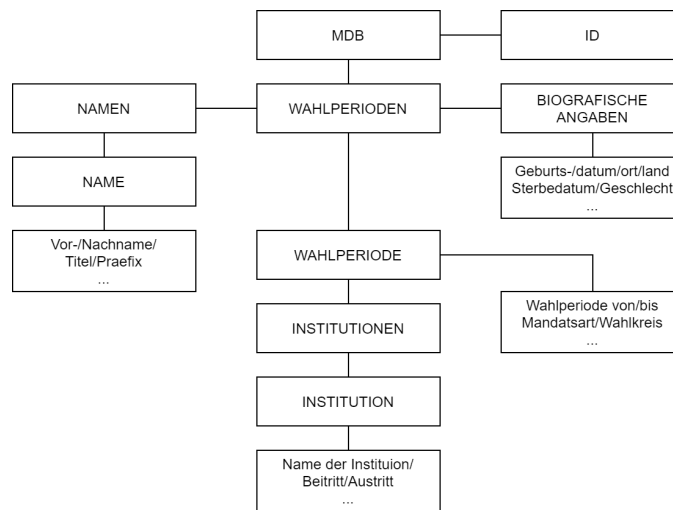 MDB
ID
NAMEN
WAHLPERIODEN
BIOGRAFISCHE
ANGABEN
NAME
Geburts-/datum/ort/land
Sterbedatum/Geschlecht
...
Vor-/Nachname/
Titel/Praefix
...
WAHLPERIODE
Wahlperiode von/bis
Mandatsart/Wahlkreis
...
INSTITUTIONEN
INSTITUTION
Name der Instituion/
Beitritt/Austritt
...